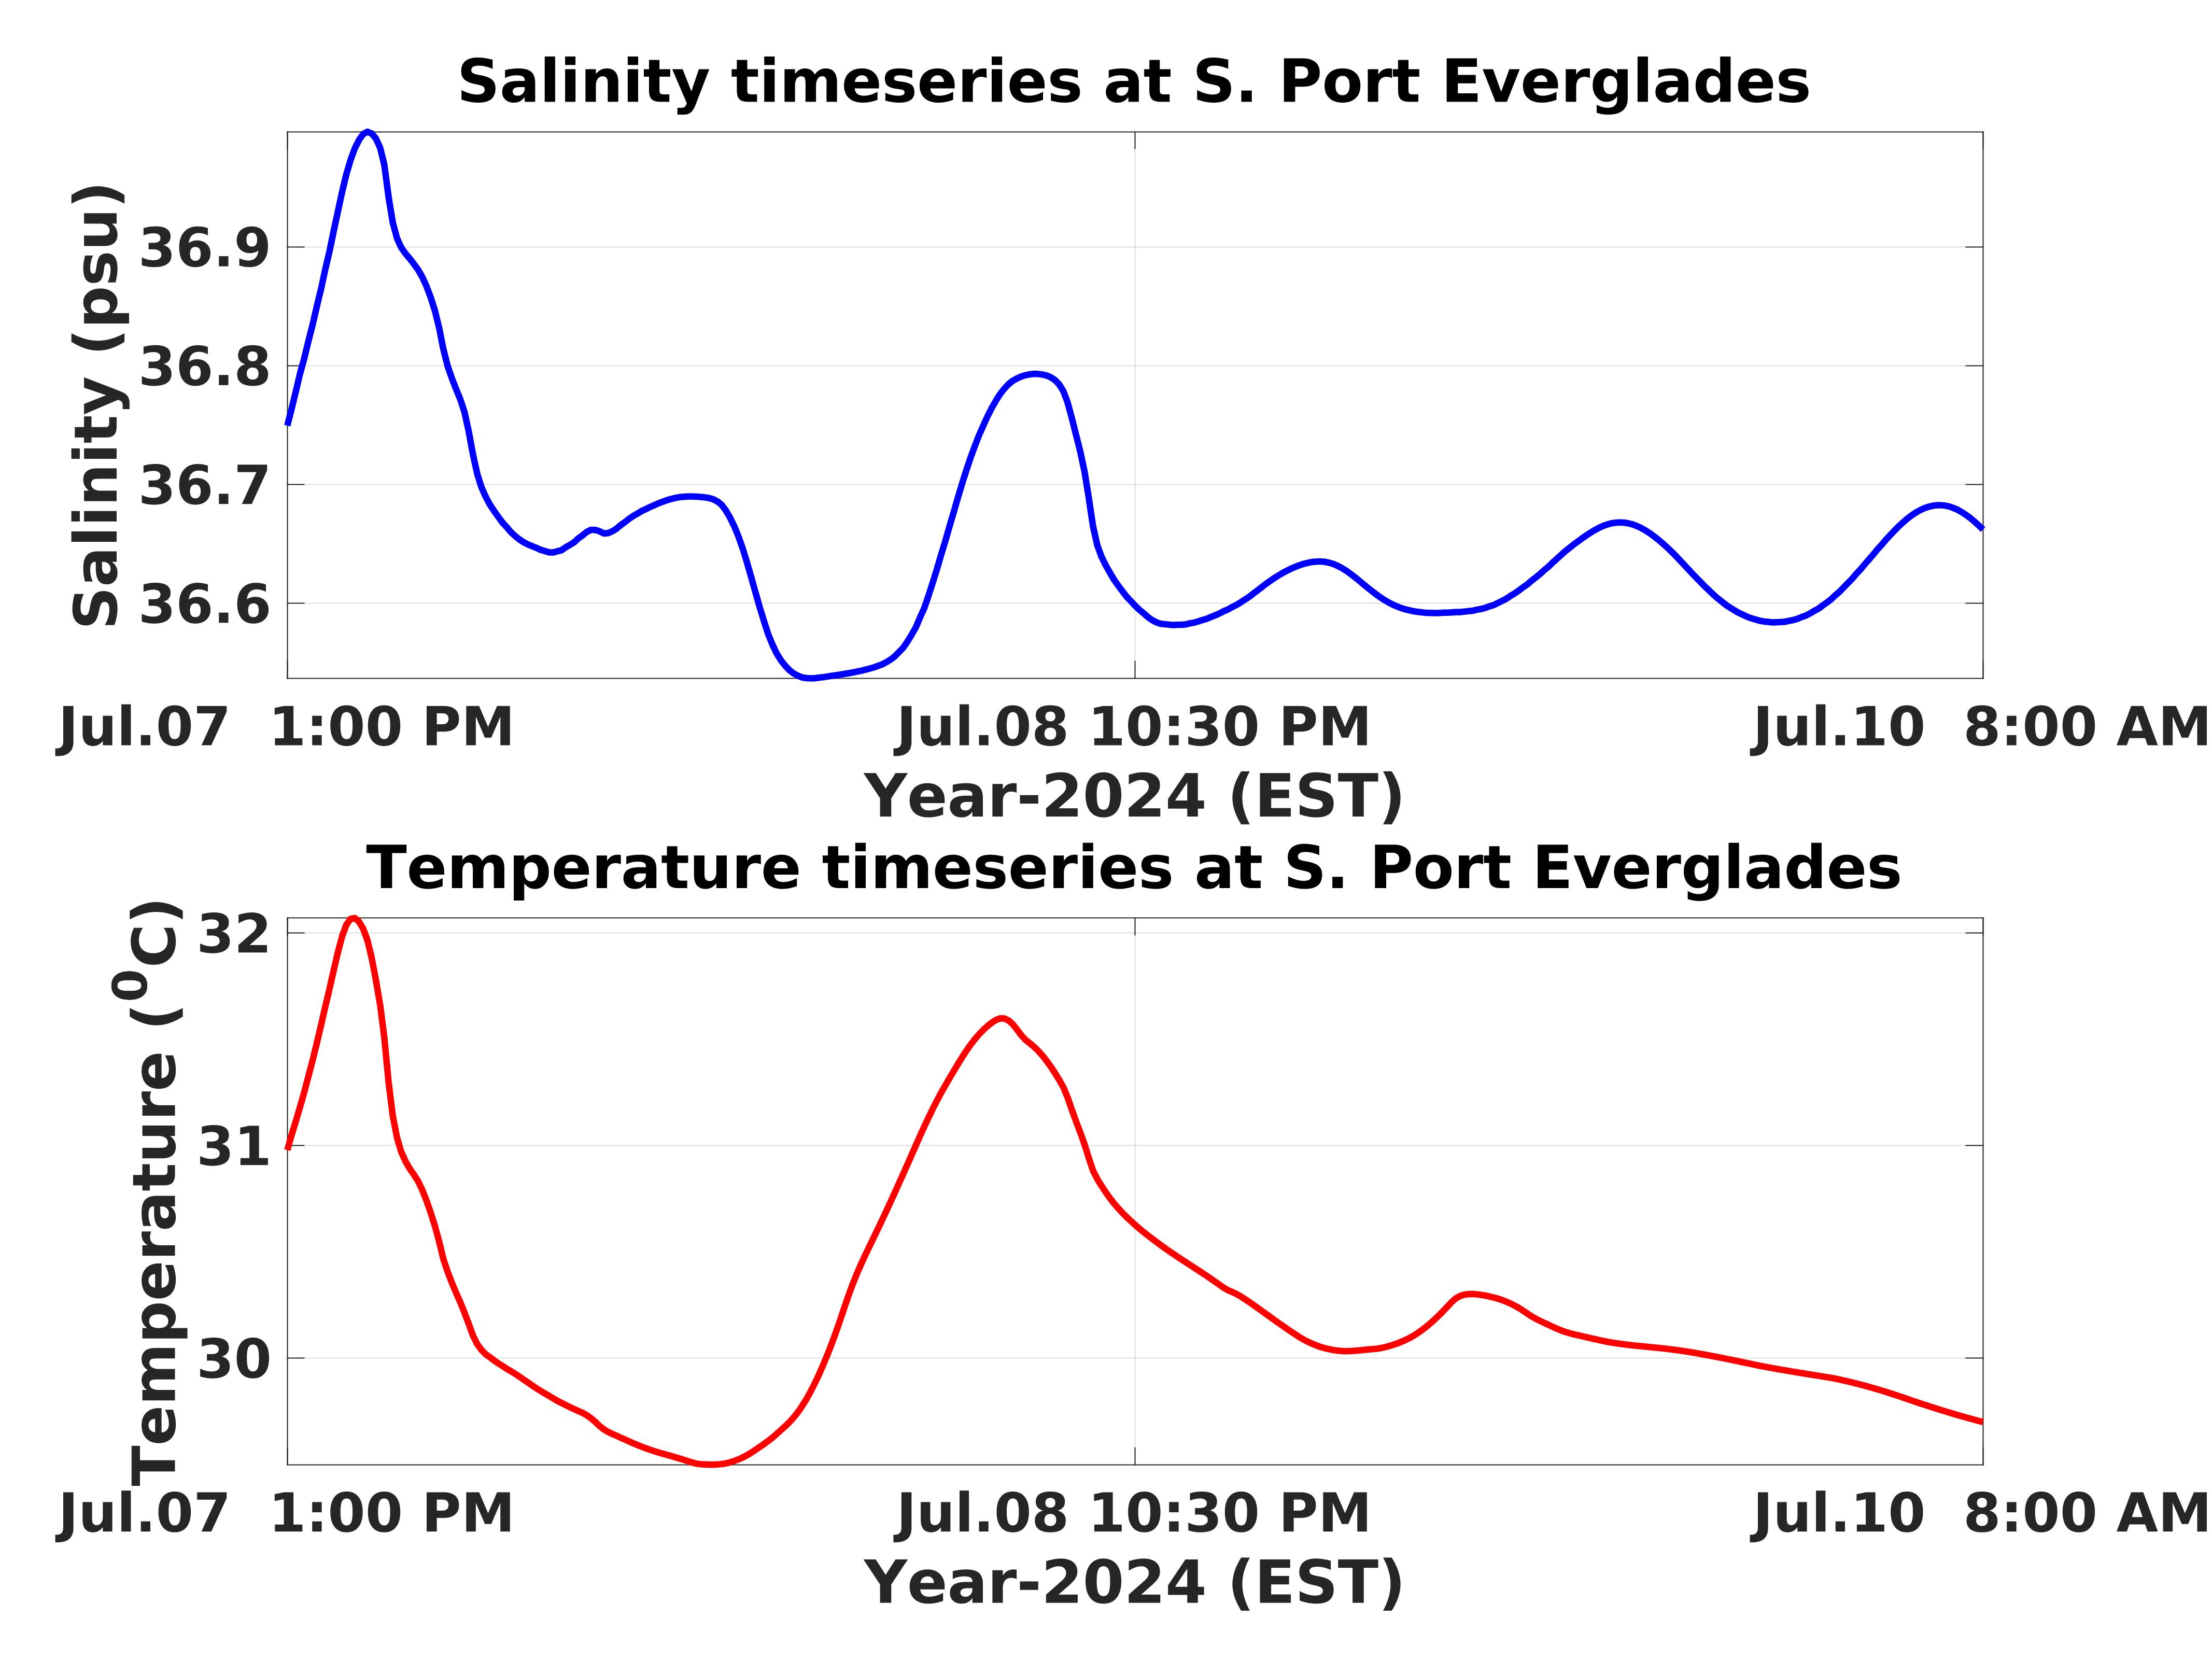 Salinity timeseries at S. Port Everglades
Salinity (psu)
36.9
36.8
36.7
36.6
Jul.07  1:00 PM
Jul.08 10:30 PM
Jul.10  8:00 AM
Year-2024 (EST)
Temperature timeseries at S. Port Everglades
Temperature (⁰C)
32
31
30
Jul.07  1:00 PM
Jul.08 10:30 PM
Jul.10  8:00 AM
Year-2024 (EST)